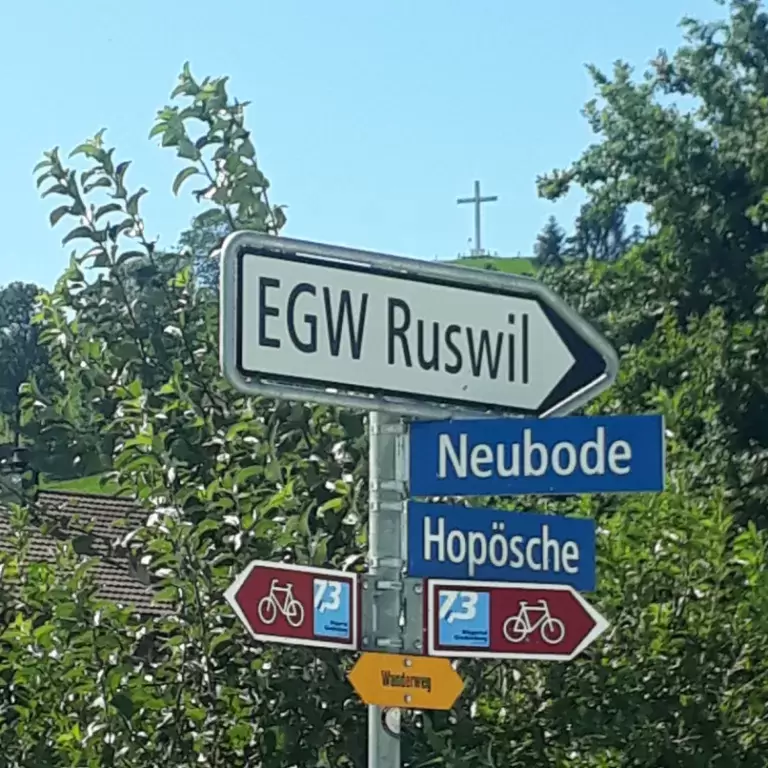 EGW Ruswil
Neubode
Hopösche
73
73
Wanderweg